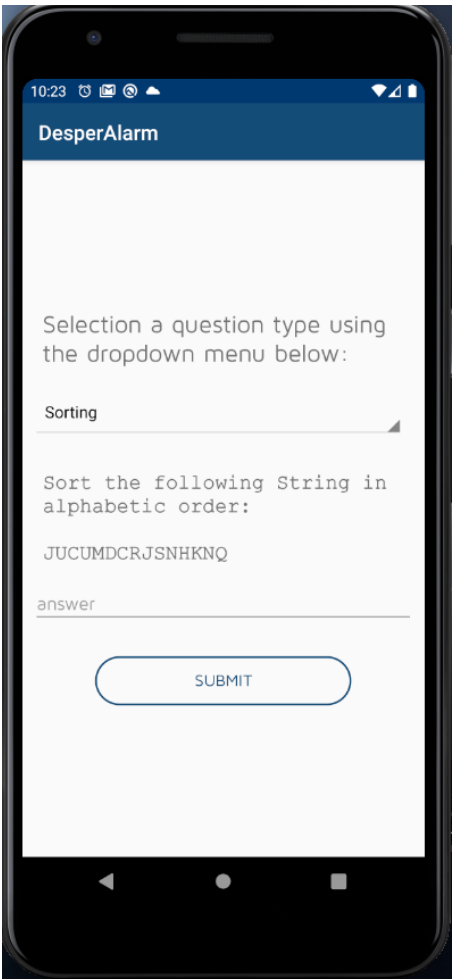 10:23
DesperAlarm
Selection a question type using
the dropdown menu below:
Sorting
Sort the following String in
alphabetic order:
JUCUMDCRJSNHKNQ
answer
SUBMIT